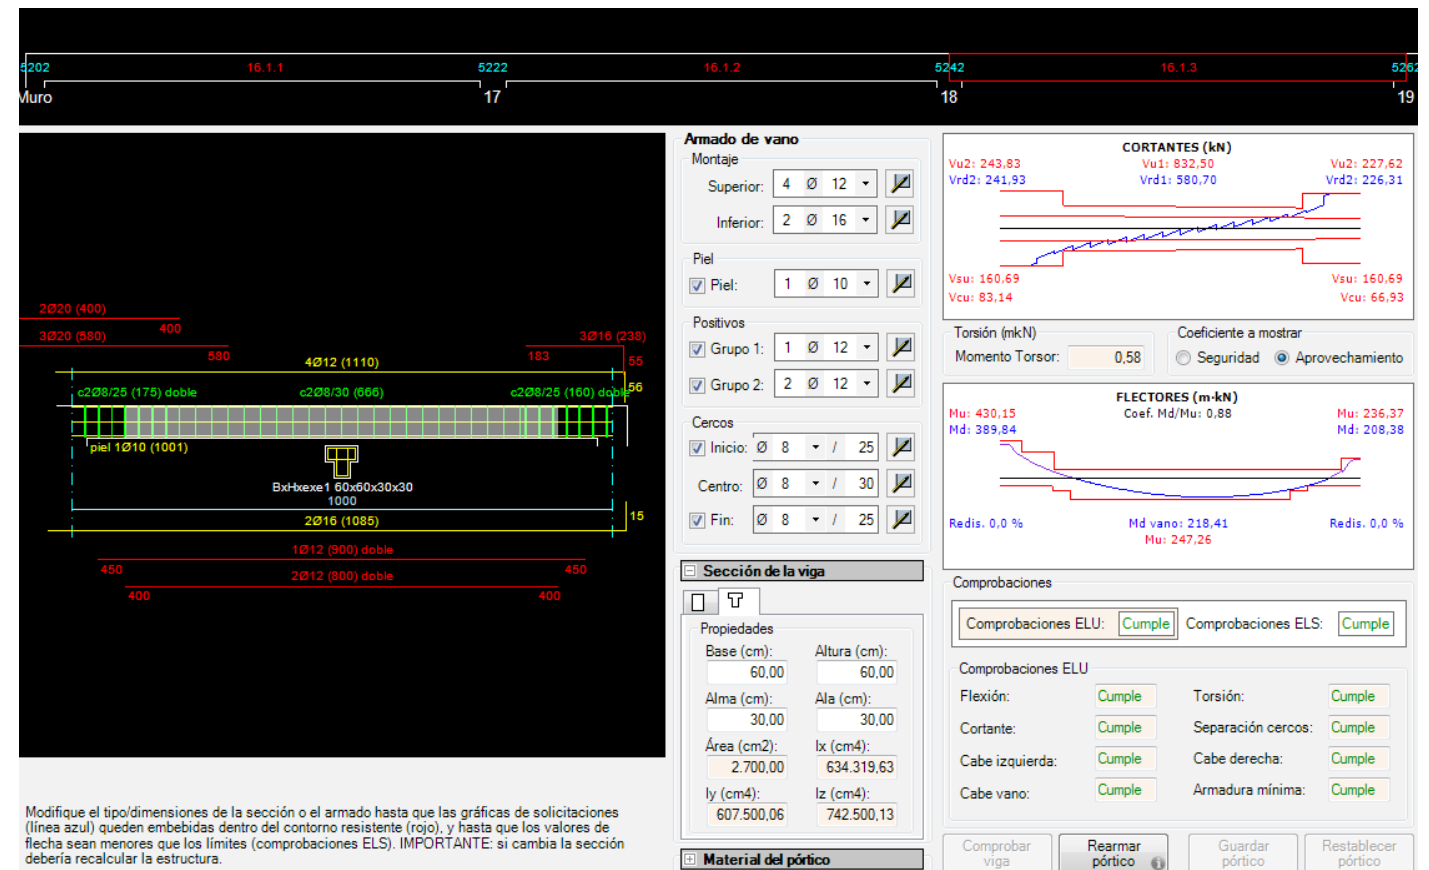 5202 16.1.1 5222 16.1.2 5242 16.1.3 5262
Muro 17 18 19
2Ø20 (400)
400
3Ø20 (580) 3Ø16 (238)
580 4Ø12 (1110) 183 55
c2Ø8/25 (175) doble c2Ø8/30 (666) c2Ø8/25 (160) doble 56
piel 1Ø10 (1001)
BxHxexe1 60x60x30x30
1000
2Ø16 (1085) 15
1Ø12 (900) doble
450 450
2Ø12 (800) doble
400 400
Modifique el tipo/dimensiones de la sección o el armado hasta que las gráficas de solicitaciones
(línea azul) queden embebidas dentro del contorno resistente (rojo), y hasta que los valores de
flecha sean menores que los límites (comprobaciones ELS). IMPORTANTE: si cambia la sección
debería recalcular la estructura.
Armado de vano
Montaje
Superior: 4 Ø 12
Inferior: 2 Ø 16
Piel
Piel: 1 Ø 10
Positivos
Grupo 1: 1 Ø 12
Grupo 2: 2 Ø 12
Cercos
Inicio: Ø 8 / 25
Centro: Ø 8 / 30
Fin: Ø 8 / 25
Sección de la viga
Propiedades
Base (cm): Altura (cm):
60,00 60,00
Alma (cm): Ala (cm):
30,00 30,00
Área (cm2): Ix (cm4):
2.700,00 634.319,63
Iy (cm4): Iz (cm4):
607.500,06 742.500,13
Material del pórtico
CORTANTES (kN)
Vu2: 243,83 Vu1: 832,50 Vu2: 227,62
Vrd2: 241,93 Vrd1: 580,70 Vrd2: 226,31
Vsu: 160,69 Vsu: 160,69
Vcu: 83,14 Vcu: 66,93
Torsión (mkN) Coeficiente a mostrar
Momento Torsor: 0,58 Seguridad Aprovechamiento
FLECTORES (m·kN)
Mu: 430,15 Coef. Md/Mu: 0,88 Mu: 236,37
Md: 389,84 Md: 208,38
Redis. 0,0 % Md vano: 218,41 Redis. 0,0 %
Mu: 247,26
Comprobaciones
Comprobaciones ELU: Cumple Comprobaciones ELS: Cumple
Comprobaciones ELU
Flexión: Cumple Torsión: Cumple
Cortante: Cumple Separación cercos: Cumple
Cabe izquierda: Cumple Cabe derecha: Cumple
Cabe vano: Cumple Armadura mínima: Cumple
Comprobar Rearmar Guardar Restablecer
viga pórtico pórtico pórtico